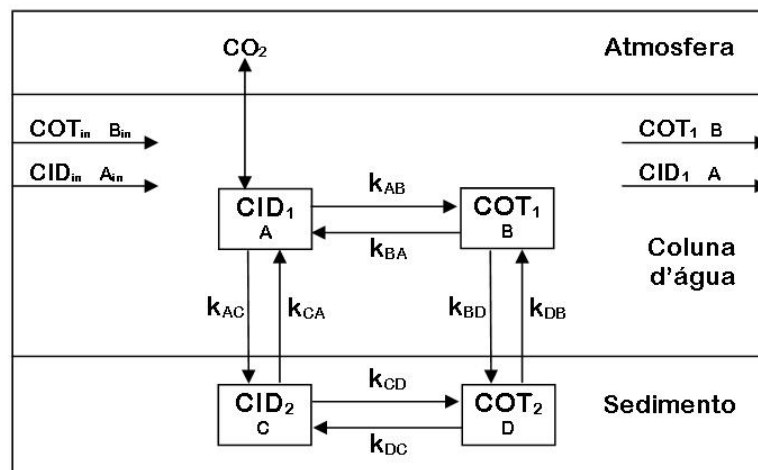 CO₂
Atmosfera
COTᵢₙ Bᵢₙ
COT₁ B
CIDᵢₙ Aᵢₙ
CID₁ A
kAB
CID₁
A
COT₁
B
kBA
Coluna
d'água
kAC
kCA
kBD
kDB
kCD
CID₂
C
COT₂
D
Sedimento
kDC